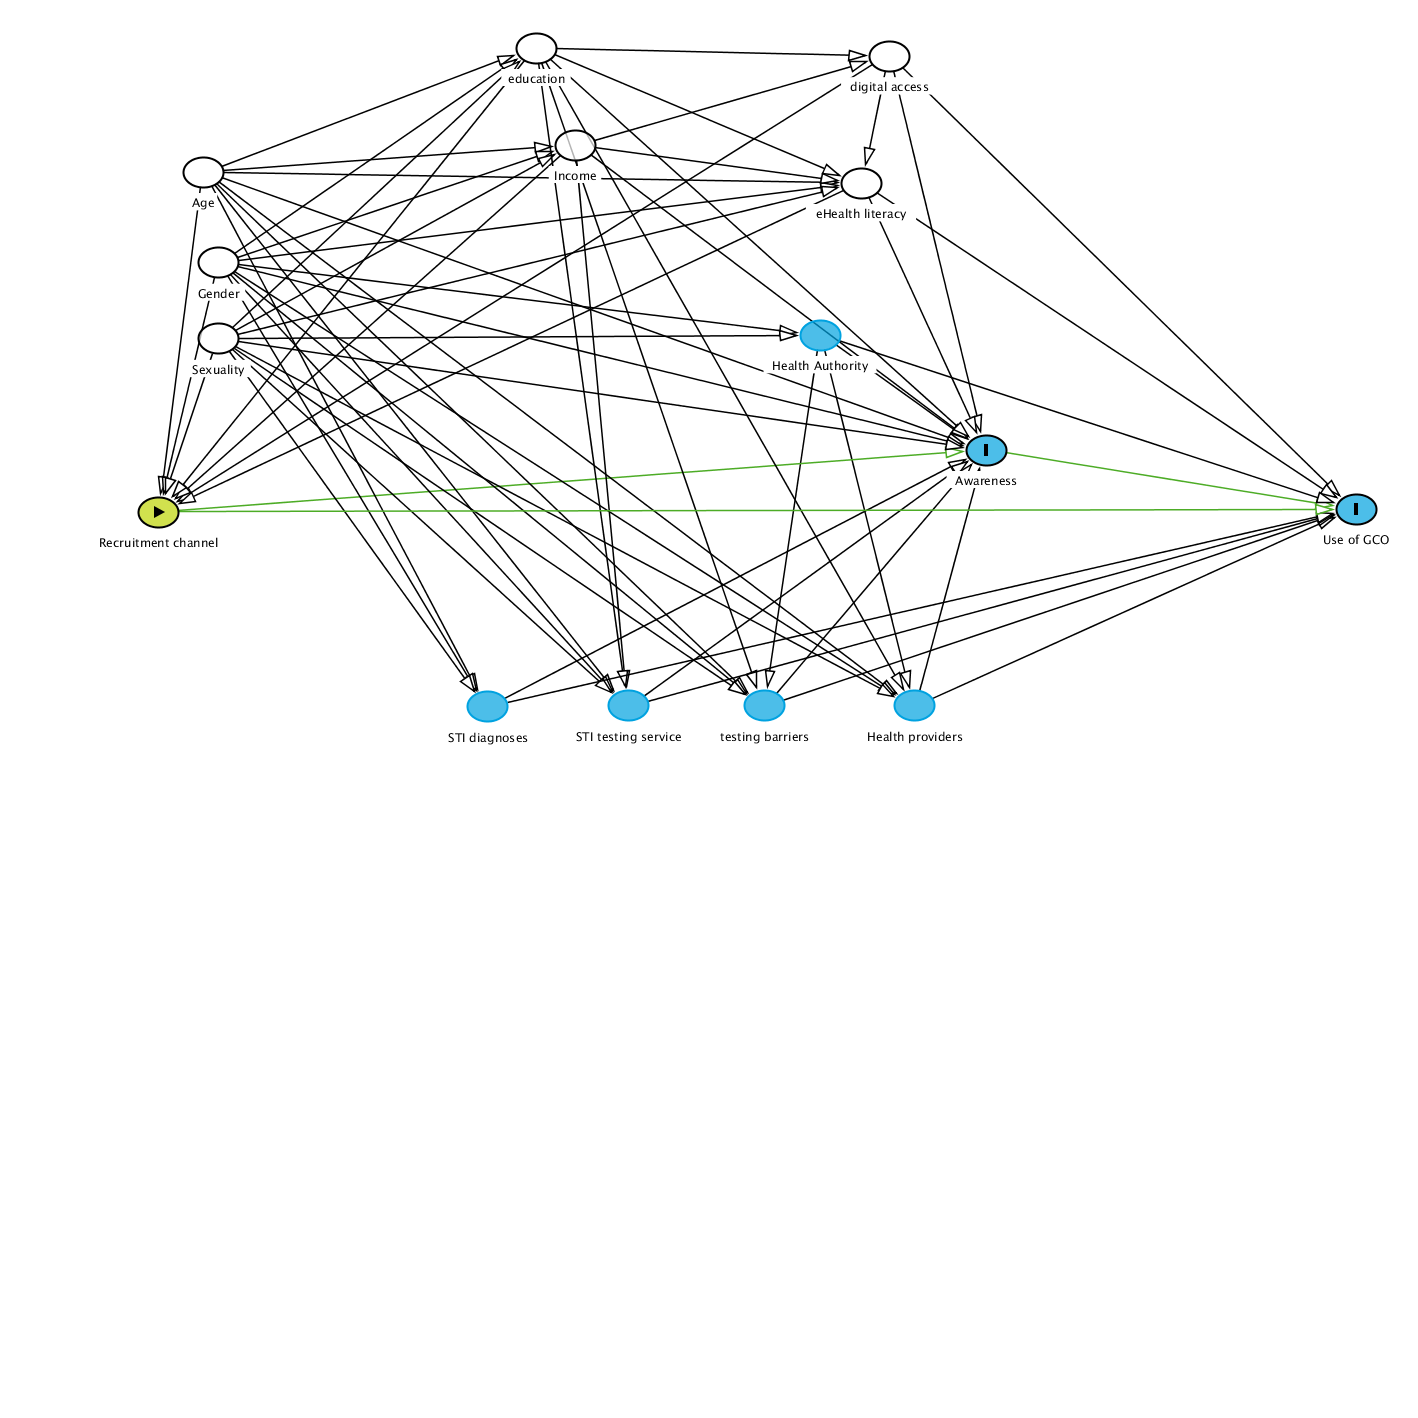 education
digital access
Income
Age
eHealth literacy
Gender
Sexuality
Health Authority
Awareness
Recruitment channel
Use of GCO
STI diagnoses
STI testing service
testing barriers
Health providers